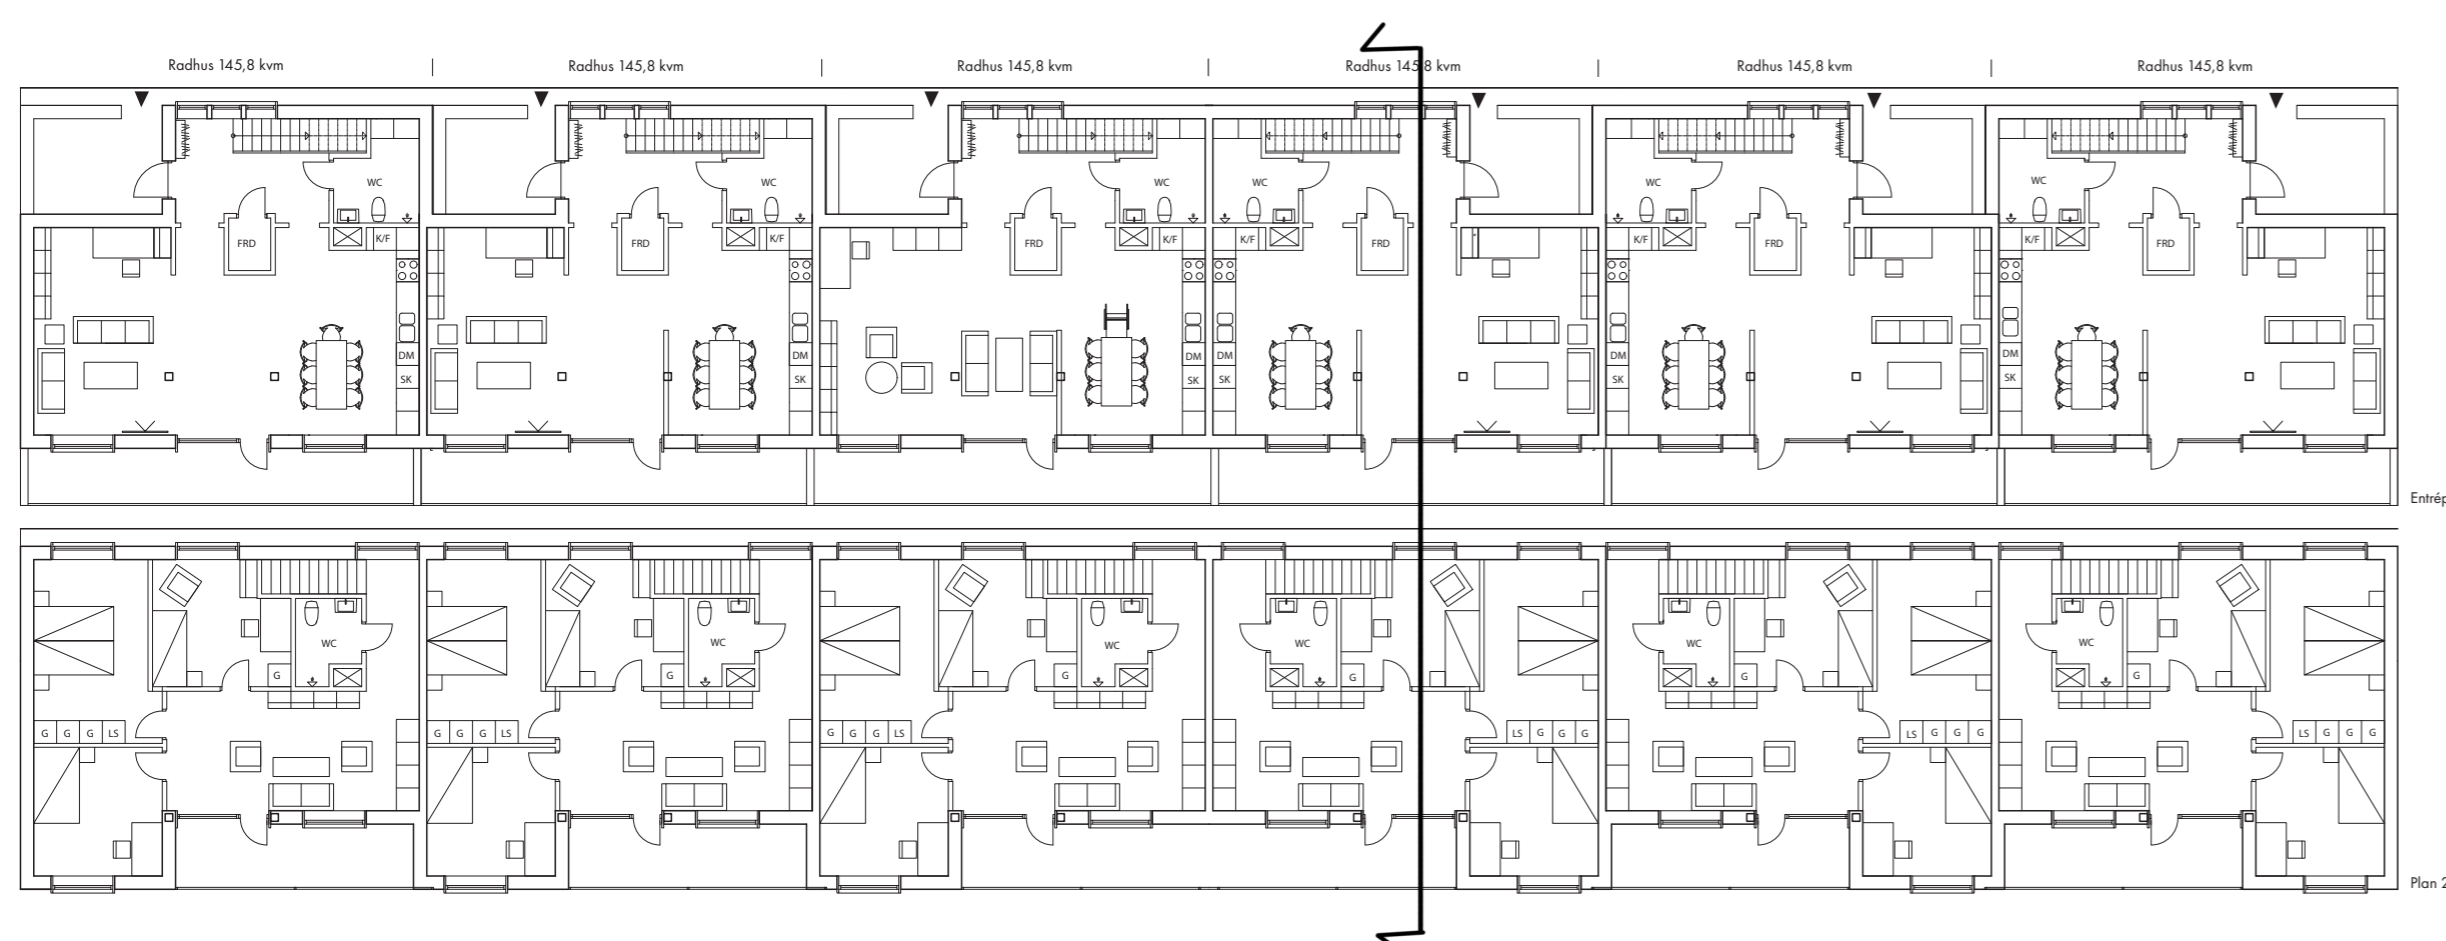 Radhus 145,8 kvm | Radhus 145,8 kvm | Radhus 145,8 kvm | Radhus 145,8 kvm | Radhus 145,8 kvm | Radhus 145,8 kvm
WC WC WC WC WC WC
FRD K/F FRD K/F FRD K/F K/F FRD K/F FRD K/F FRD
DM DM DM DM DM DM
SK SK SK SK SK SK
Entrép
WC WC WC WC WC WC
G G G G G G
G G G LS G G G LS G G G LS LS G G G LS G G G LS G G G
Plan 2